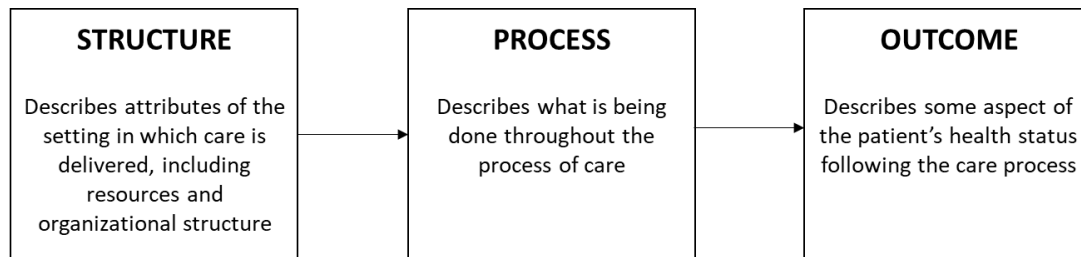 STRUCTURE
Describes attributes of the
setting in which care is
delivered, including
resources and
organizational structure
PROCESS
Describes what is being
done throughout the
process of care
OUTCOME
Describes some aspect of
the patient’s health status
following the care process